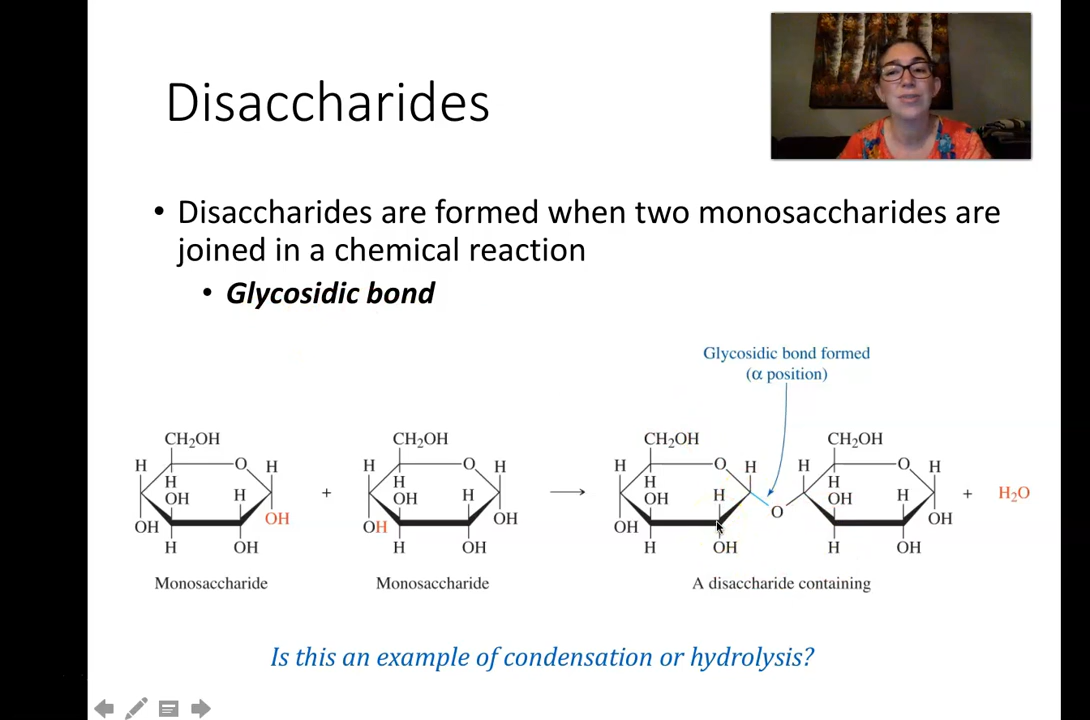 Disaccharides
• Disaccharides are formed when two monosaccharides are
joined in a chemical reaction
• Glycosidic bond
Glycosidic bond formed
(α position)
CH₂OH CH₂OH CH₂OH CH₂OH
H O H H O H H O H H O H
H H H H
OH H OH H OH H OH H
+ + H₂O
OH OH OH OH OH O OH
H OH H OH H OH H OH
Monosaccharide Monosaccharide A disaccharide containing
Is this an example of condensation or hydrolysis?